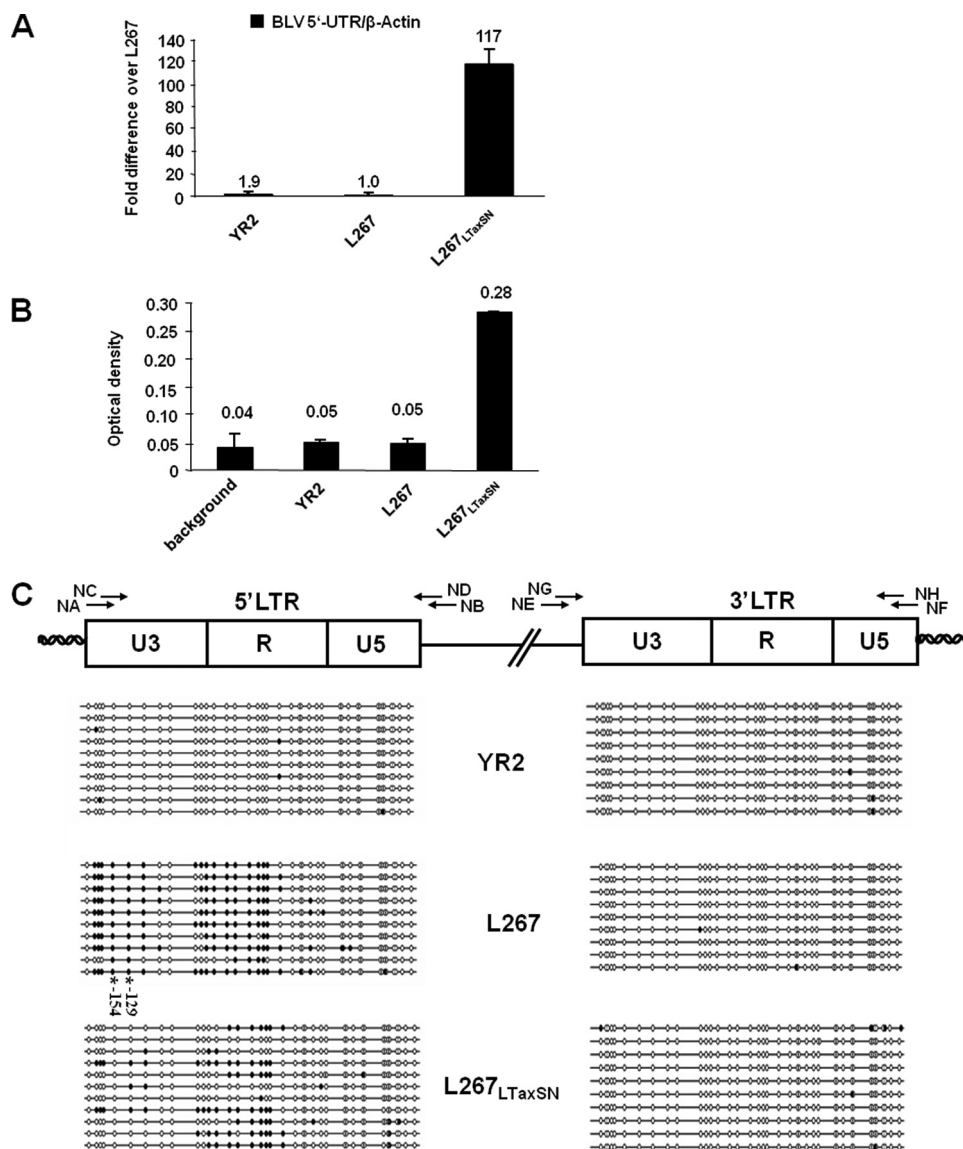 A
BLV 5‘-UTR/β-Actin
Fold difference over L267
140
120
100
80
60
40
20
0
1.9
1.0
117
YR2
L267
L267LTaxSN
B
Optical density
0.30
0.25
0.20
0.15
0.10
0.05
0
0.04
0.05
0.05
0.28
background
YR2
L267
L267LTaxSN
C
NC
NA
5’LTR
ND
NB
NG
NE
3’LTR
NH
NF
U3 R U5
U3 R U5
YR2
L267
*-154
*-129
L267LTaxSN